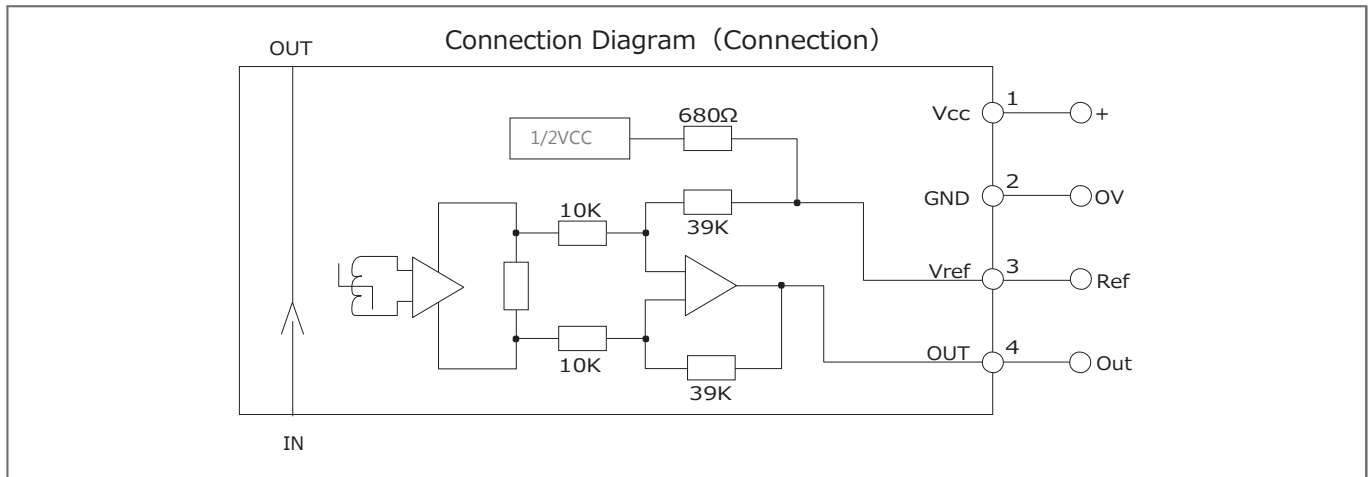 Connection Diagram（Connection）
OUT
680Ω
1/2VCC
Vcc 1 +
GND 2 OV
10K
39K
Vref 3 Ref
OUT 4 Out
10K
39K
IN